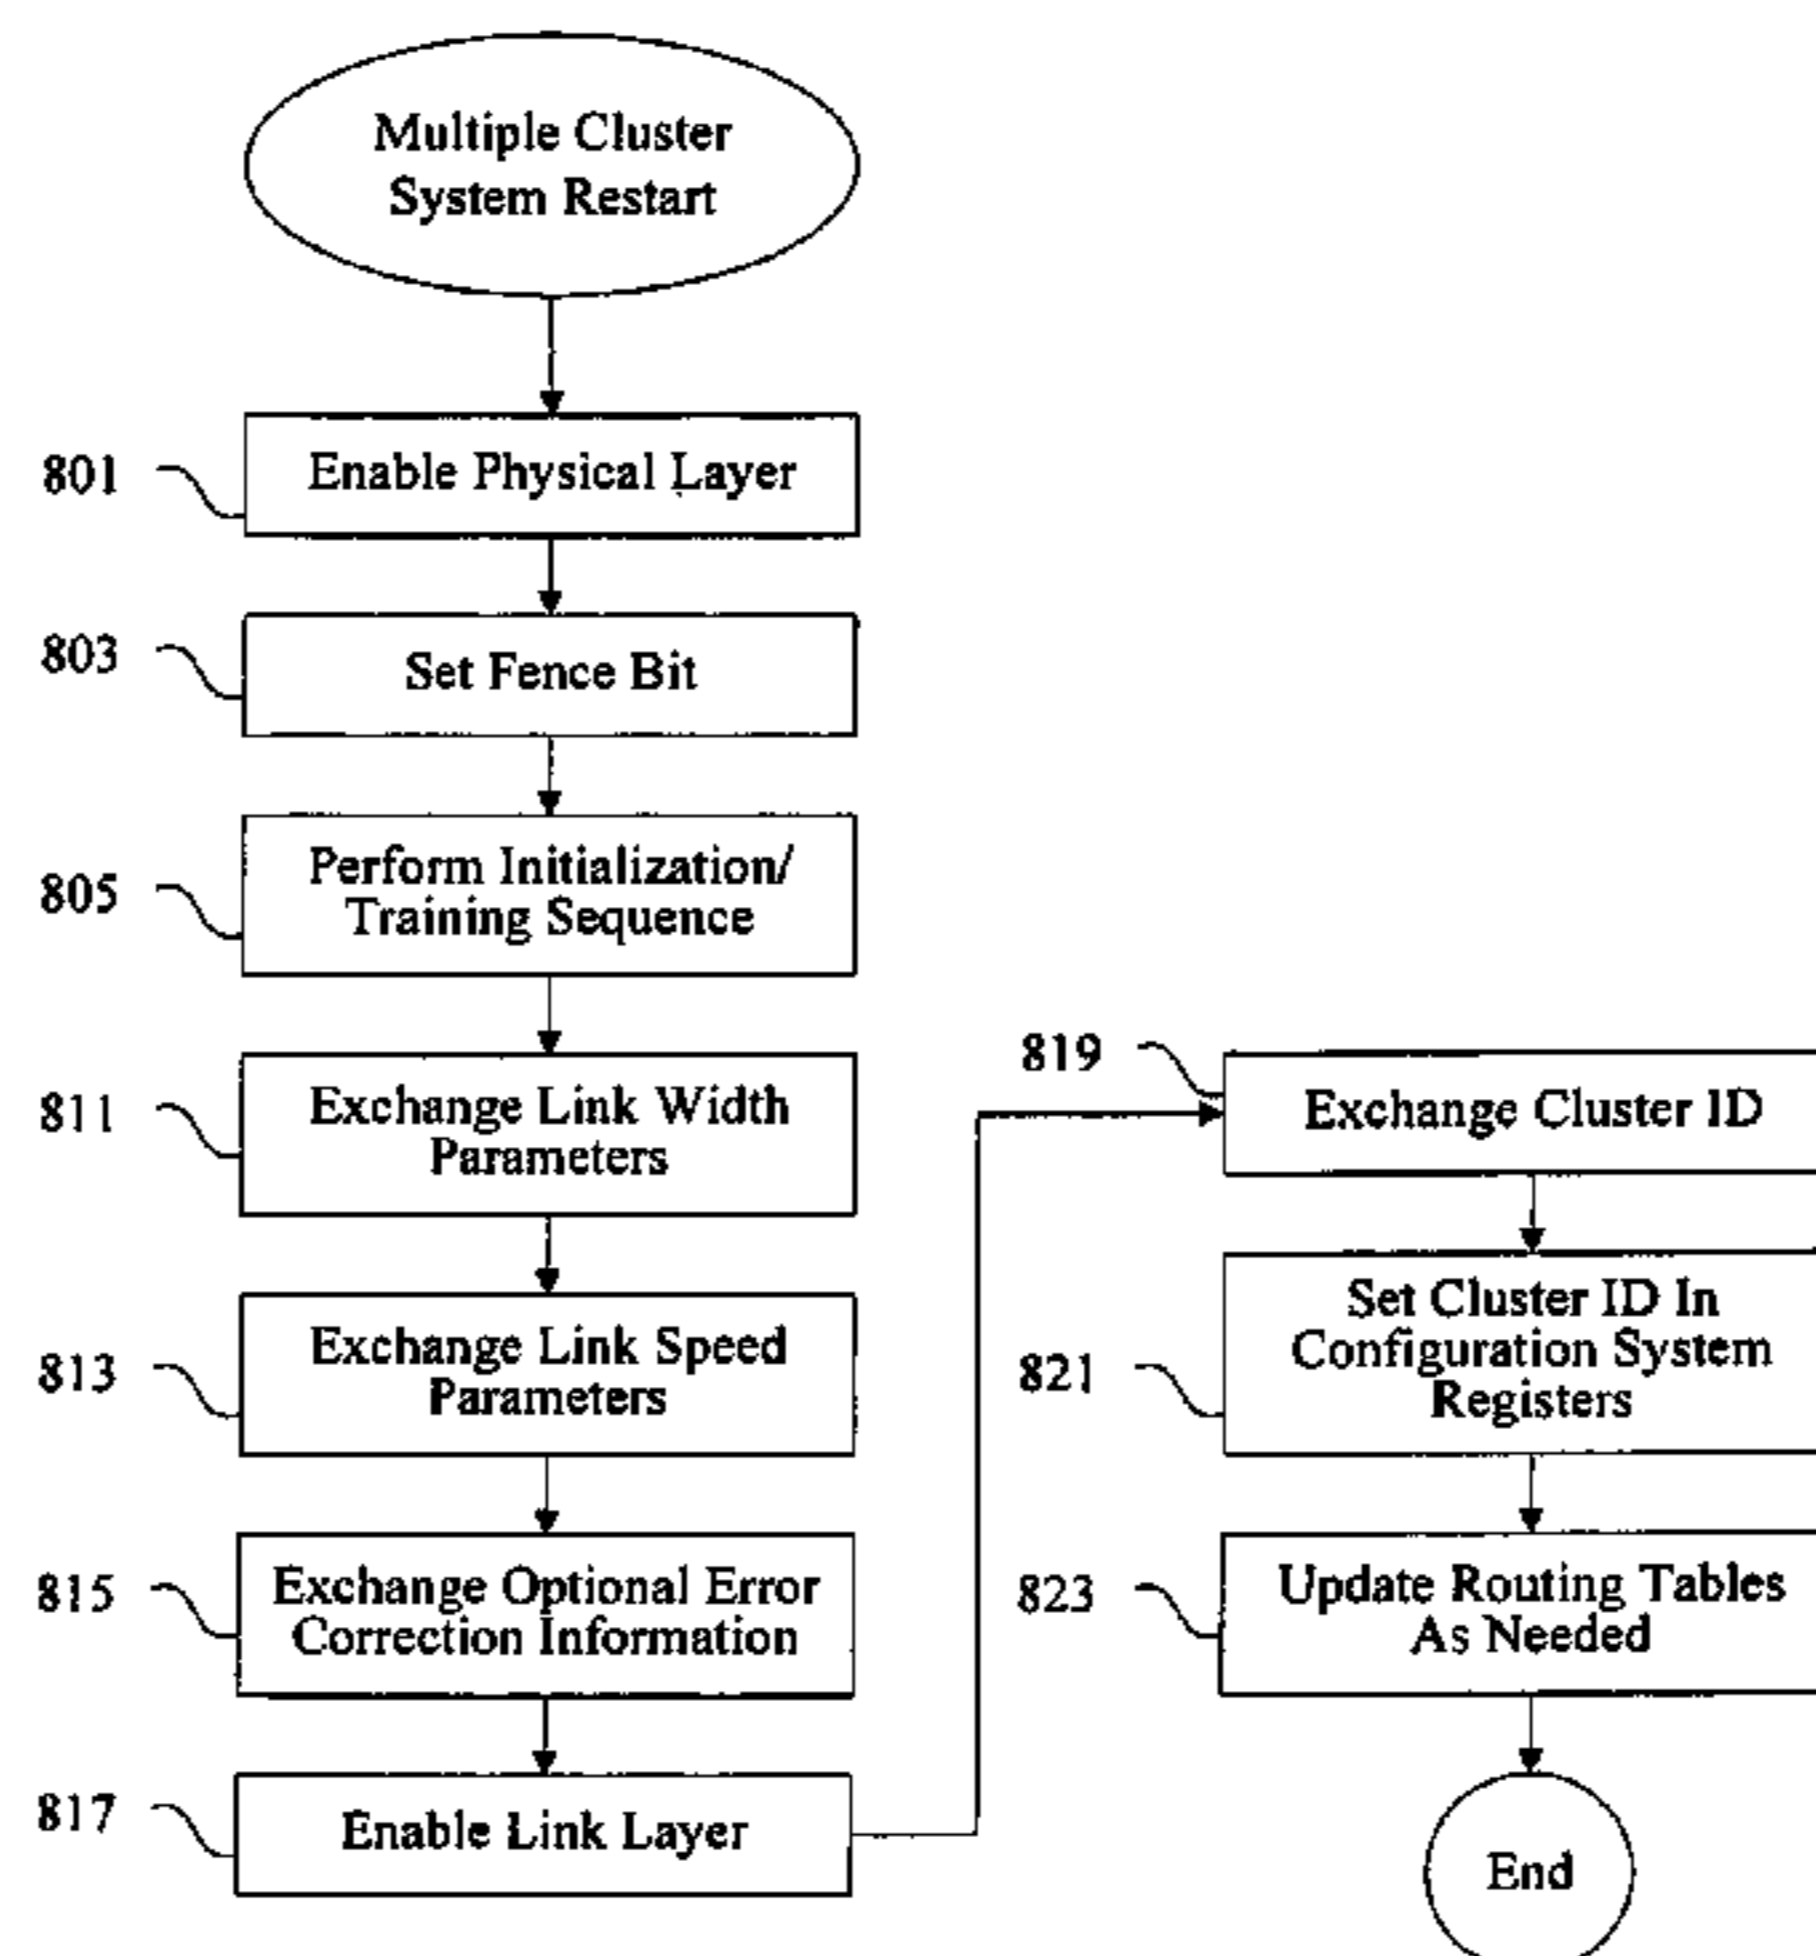 Multiple Cluster
System Restart
801
Enable Physical Layer
803
Set Fence Bit
805
Perform Initialization/
Training Sequence
811
Exchange Link Width
Parameters
813
Exchange Link Speed
Parameters
815
Exchange Optional Error
Correction Information
817
Enable Link Layer
819
Exchange Cluster ID
821
Set Cluster ID In
Configuration System
Registers
823
Update Routing Tables
As Needed
End